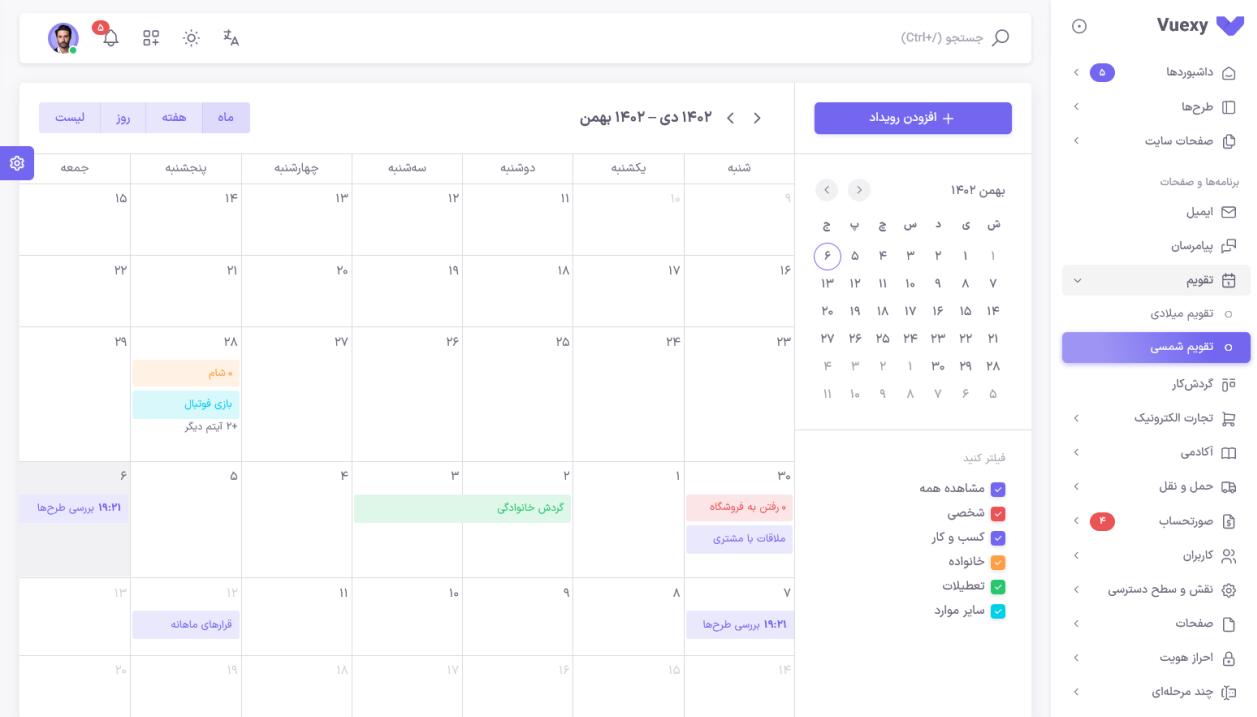 Vuexy
داشبوردها ۵
طرح‌ها
صفحات سایت
برنامه‌ها و صفحات
ایمیل
پیام‌رسان
تقویم
تقویم میلادی
تقویم شمسی
گردش‌کار
تجارت الکترونیک
آکادمی
حمل و نقل
صورتحساب ۴
کاربران
نقش و سطح دسترسی
صفحات
احراز هویت
چند مرحله‌ای
جستجو (/+Ctrl)
۵
افزودن رویداد
بهمن ۱۴۰۲
ش ی د س چ پ ج
۱ ۱ ۲ ۳ ۴ ۵ ۶
۷ ۸ ۹ ۱۰ ۱۱ ۱۲ ۱۳
۱۴ ۱۵ ۱۶ ۱۷ ۱۸ ۱۹ ۲۰
۲۱ ۲۲ ۲۳ ۲۴ ۲۵ ۲۶ ۲۷
۲۸ ۲۹ ۳۰ ۱ ۲ ۳ ۴
۵ ۶ ۷ ۸ ۹ ۱۰ ۱۱
فیلتر کنید
مشاهده همه
شخصی
کسب و کار
خانواده
تعطیلات
سایر موارد
۱۴۰۲ دی – ۱۴۰۲ بهمن
ماه هفته روز لیست
شنبه یکشنبه دوشنبه سه‌شنبه چهارشنبه پنجشنبه جمعه
۹ ۱۰ ۱۱ ۱۲ ۱۳ ۱۴ ۱۵
۱۶ ۱۷ ۱۸ ۱۹ ۲۰ ۲۱ ۲۲
۲۳ ۲۴ ۲۵ ۲۶ ۲۷ ۲۸ ۲۹
۰ شام
بازی فوتبال
+۲ آیتم دیگر
۳۰ ۱ ۲ ۳ ۴ ۵ ۶
۰ رفتن به فروشگاه
گردش خانوادگی
۱۹:۲۱ بررسی طرح‌ها
ملاقات با مشتری
۷ ۸ ۹ ۱۰ ۱۱ ۱۲ ۱۳
۱۹:۲۱ بررسی طرح‌ها
قرارهای ماهانه
۱۴ ۱۵ ۱۶ ۱۷ ۱۸ ۱۹ ۲۰